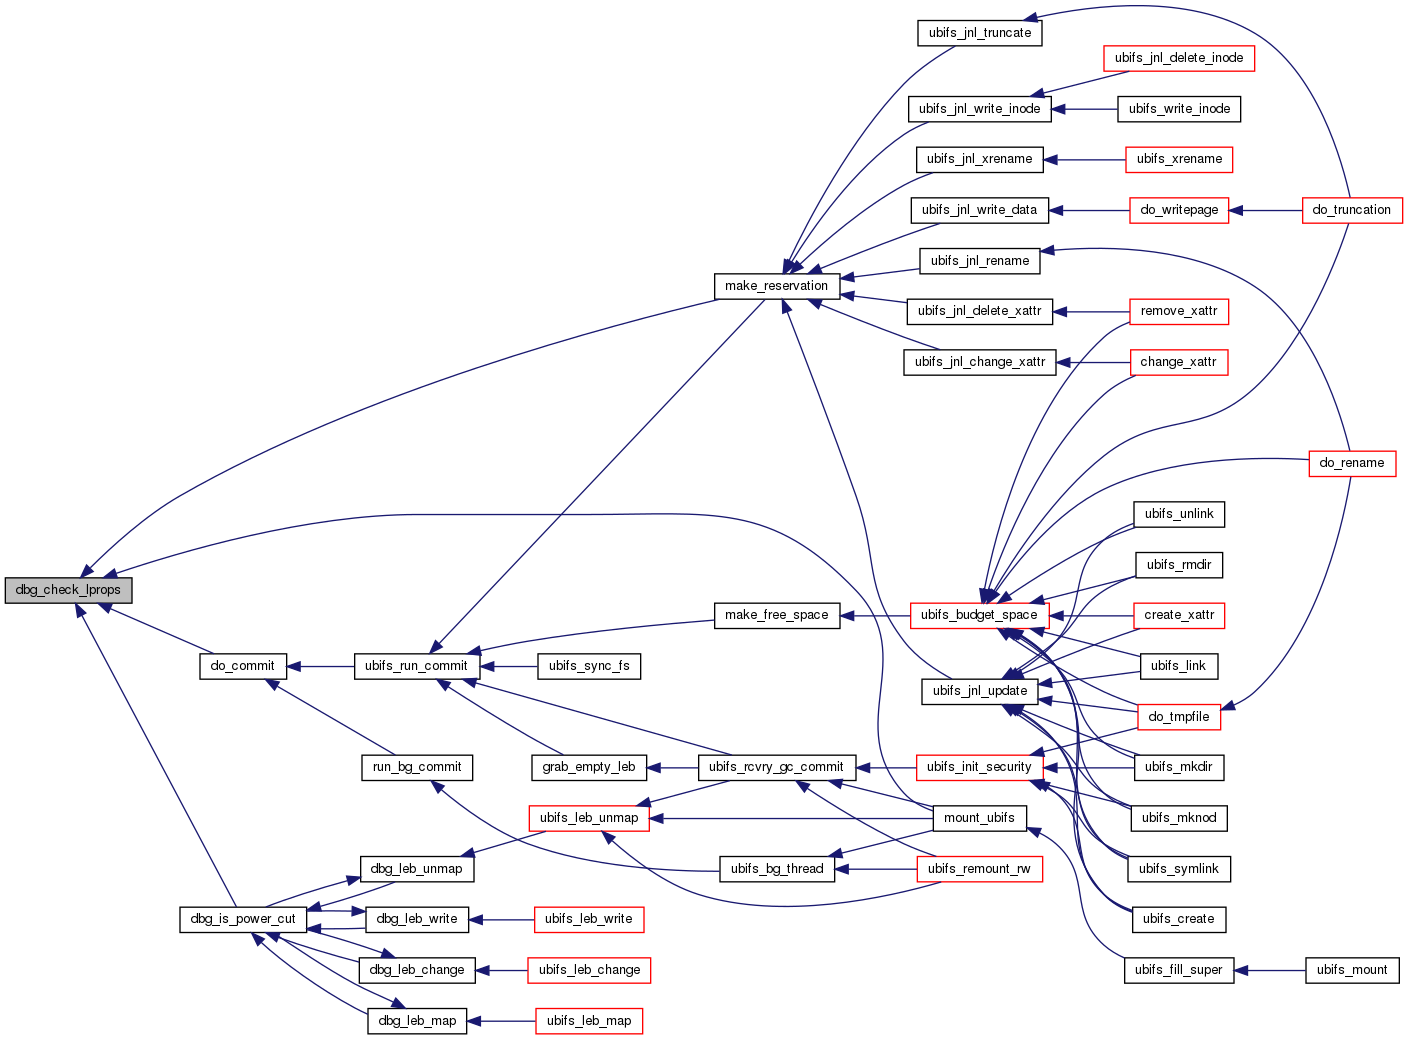 ubifs_jnl_truncate
ubifs_jnl_delete_inode
ubifs_jnl_write_inode
ubifs_write_inode
ubifs_jnl_xrename
ubifs_xrename
ubifs_jnl_write_data
do_writepage
do_truncation
ubifs_jnl_rename
make_reservation
ubifs_jnl_delete_xattr
remove_xattr
ubifs_jnl_change_xattr
change_xattr
do_rename
ubifs_unlink
ubifs_rmdir
dbg_check_lprops
make_free_space
ubifs_budget_space
create_xattr
do_commit
ubifs_run_commit
ubifs_sync_fs
ubifs_link
ubifs_jnl_update
do_tmpfile
run_bg_commit
grab_empty_leb
ubifs_rcvry_gc_commit
ubifs_init_security
ubifs_mkdir
ubifs_leb_unmap
mount_ubifs
ubifs_mknod
dbg_leb_unmap
ubifs_bg_thread
ubifs_remount_rw
ubifs_symlink
dbg_is_power_cut
dbg_leb_write
ubifs_leb_write
ubifs_create
dbg_leb_change
ubifs_leb_change
ubifs_fill_super
ubifs_mount
dbg_leb_map
ubifs_leb_map